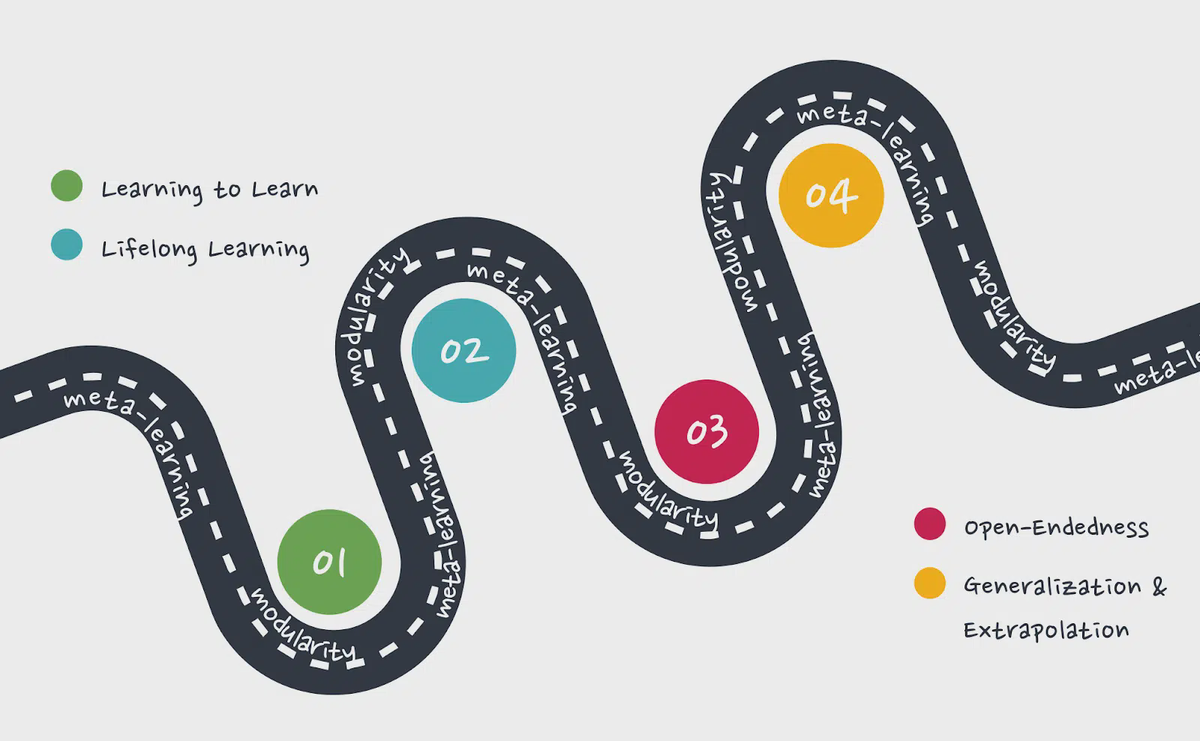 Learning to Learn
Lifelong Learning
meta-learning
modularity
01
meta-learning
modularity
02
meta-learning
modularity
03
meta-learning
modularity
04
meta-learning
modularity
meta-le
Open-Endedness
Generalization &
Extrapolation